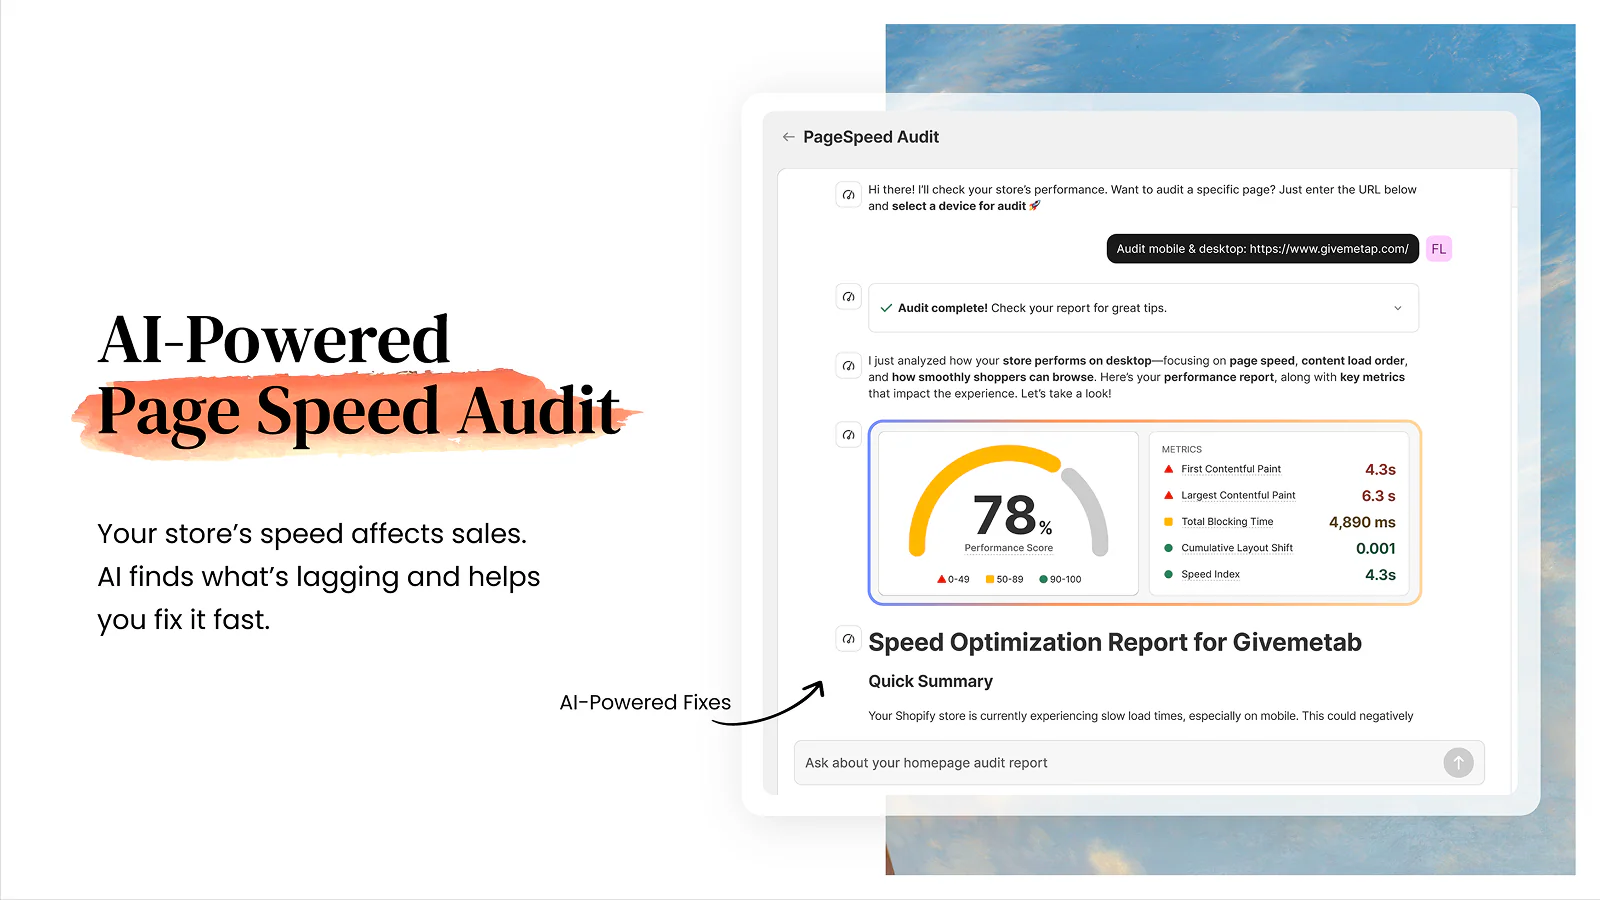 AI-Powered
Page Speed Audit
Your store’s speed affects sales.
AI finds what’s lagging and helps
you fix it fast.
AI-Powered Fixes
PageSpeed Audit
Hi there! I’ll check your store’s performance. Want to audit a specific page? Just enter the URL below
and select a device for audit 🚀
Audit mobile & desktop: https://www.givemetap.com/
FL
Audit complete! Check your report for great tips.
I just analyzed how your store performs on desktop—focusing on page speed, content load order,
and how smoothly shoppers can browse. Here’s your performance report, along with key metrics
that impact the experience. Let’s take a look!
78%
Performance Score
0-49 50-89 90-100
METRICS
First Contentful Paint 4.3s
Largest Contentful Paint 6.3 s
Total Blocking Time 4,890 ms
Cumulative Layout Shift 0.001
Speed Index 4.3s
Speed Optimization Report for Givemetab
Quick Summary
Your Shopify store is currently experiencing slow load times, especially on mobile. This could negatively
Ask about your homepage audit report